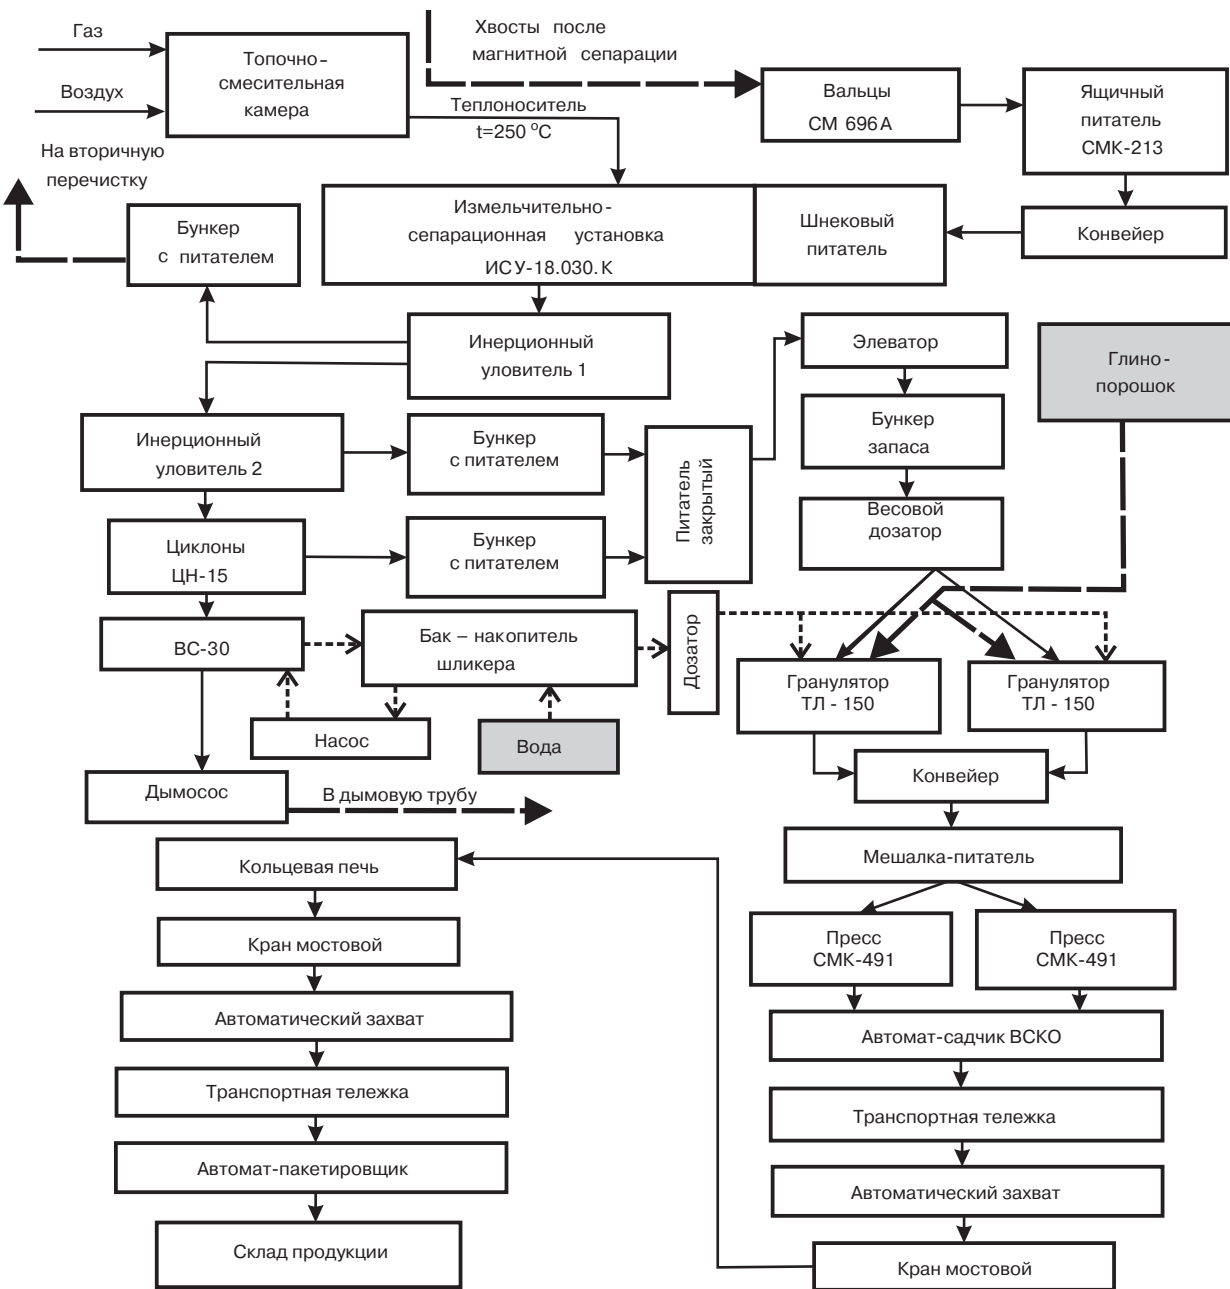 Газ
Воздух
Топочно-
смесительная
камера
Хвосты после
магнитной сепарации
Теплоноситель
t=250 °С
Вальцы
СМ 696А
Ящичный
питатель
СМК-213
На вторичную
перечистку
Бункер
с питателем
Измельчительно-
сепарационная установка
ИСУ-18.030.К
Шнековый
питатель
Конвейер
Инерционный
уловитель 1
Элеватор
Глино-
порошок
Инерционный
уловитель 2
Бункер
с питателем
Питатель
закрытый
Бункер
запаса
Циклоны
ЦН-15
Бункер
с питателем
Весовой
дозатор
ВС-30
Бак – накопитель
шликера
Дозатор
Гранулятор
ТЛ - 150
Гранулятор
ТЛ - 150
Насос
Вода
Конвейер
Дымосос
В дымовую трубу
Мешалка-питатель
Кольцевая печь
Кран мостовой
Пресс
СМК-491
Пресс
СМК-491
Автоматический захват
Автомат-садчик ВСКО
Транспортная тележка
Транспортная тележка
Автомат-пакетировщик
Автоматический захват
Склад продукции
Кран мостовой